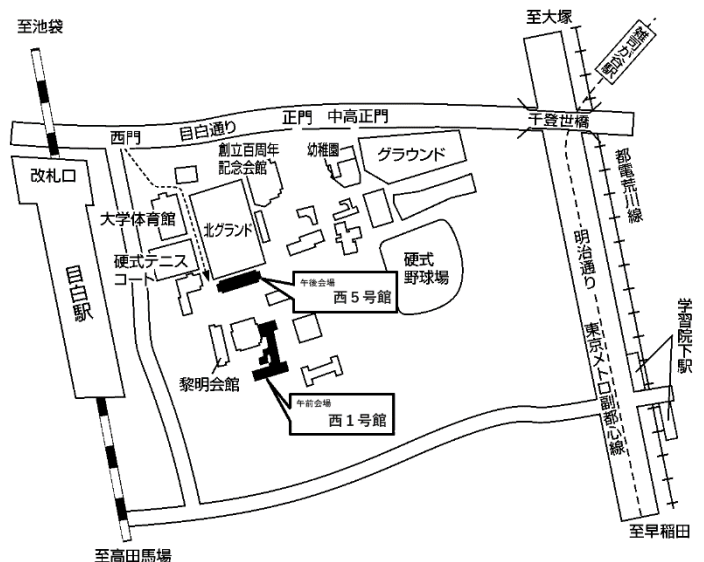 至池袋
至大塚
雑司が谷駅
西門
目白通り
正門
中高正門
千登世橋
改札口
創立百周年
記念会館
幼稚園
グラウンド
都電荒川線
大学体育館
北グランド
硬式テニス
コート
目白駅
硬式
野球場
明治通り
午後会場
西5号館
学習院下駅
黎明会館
東京メトロ副都心線
午前会場
西1号館
至高田馬場
至早稲田